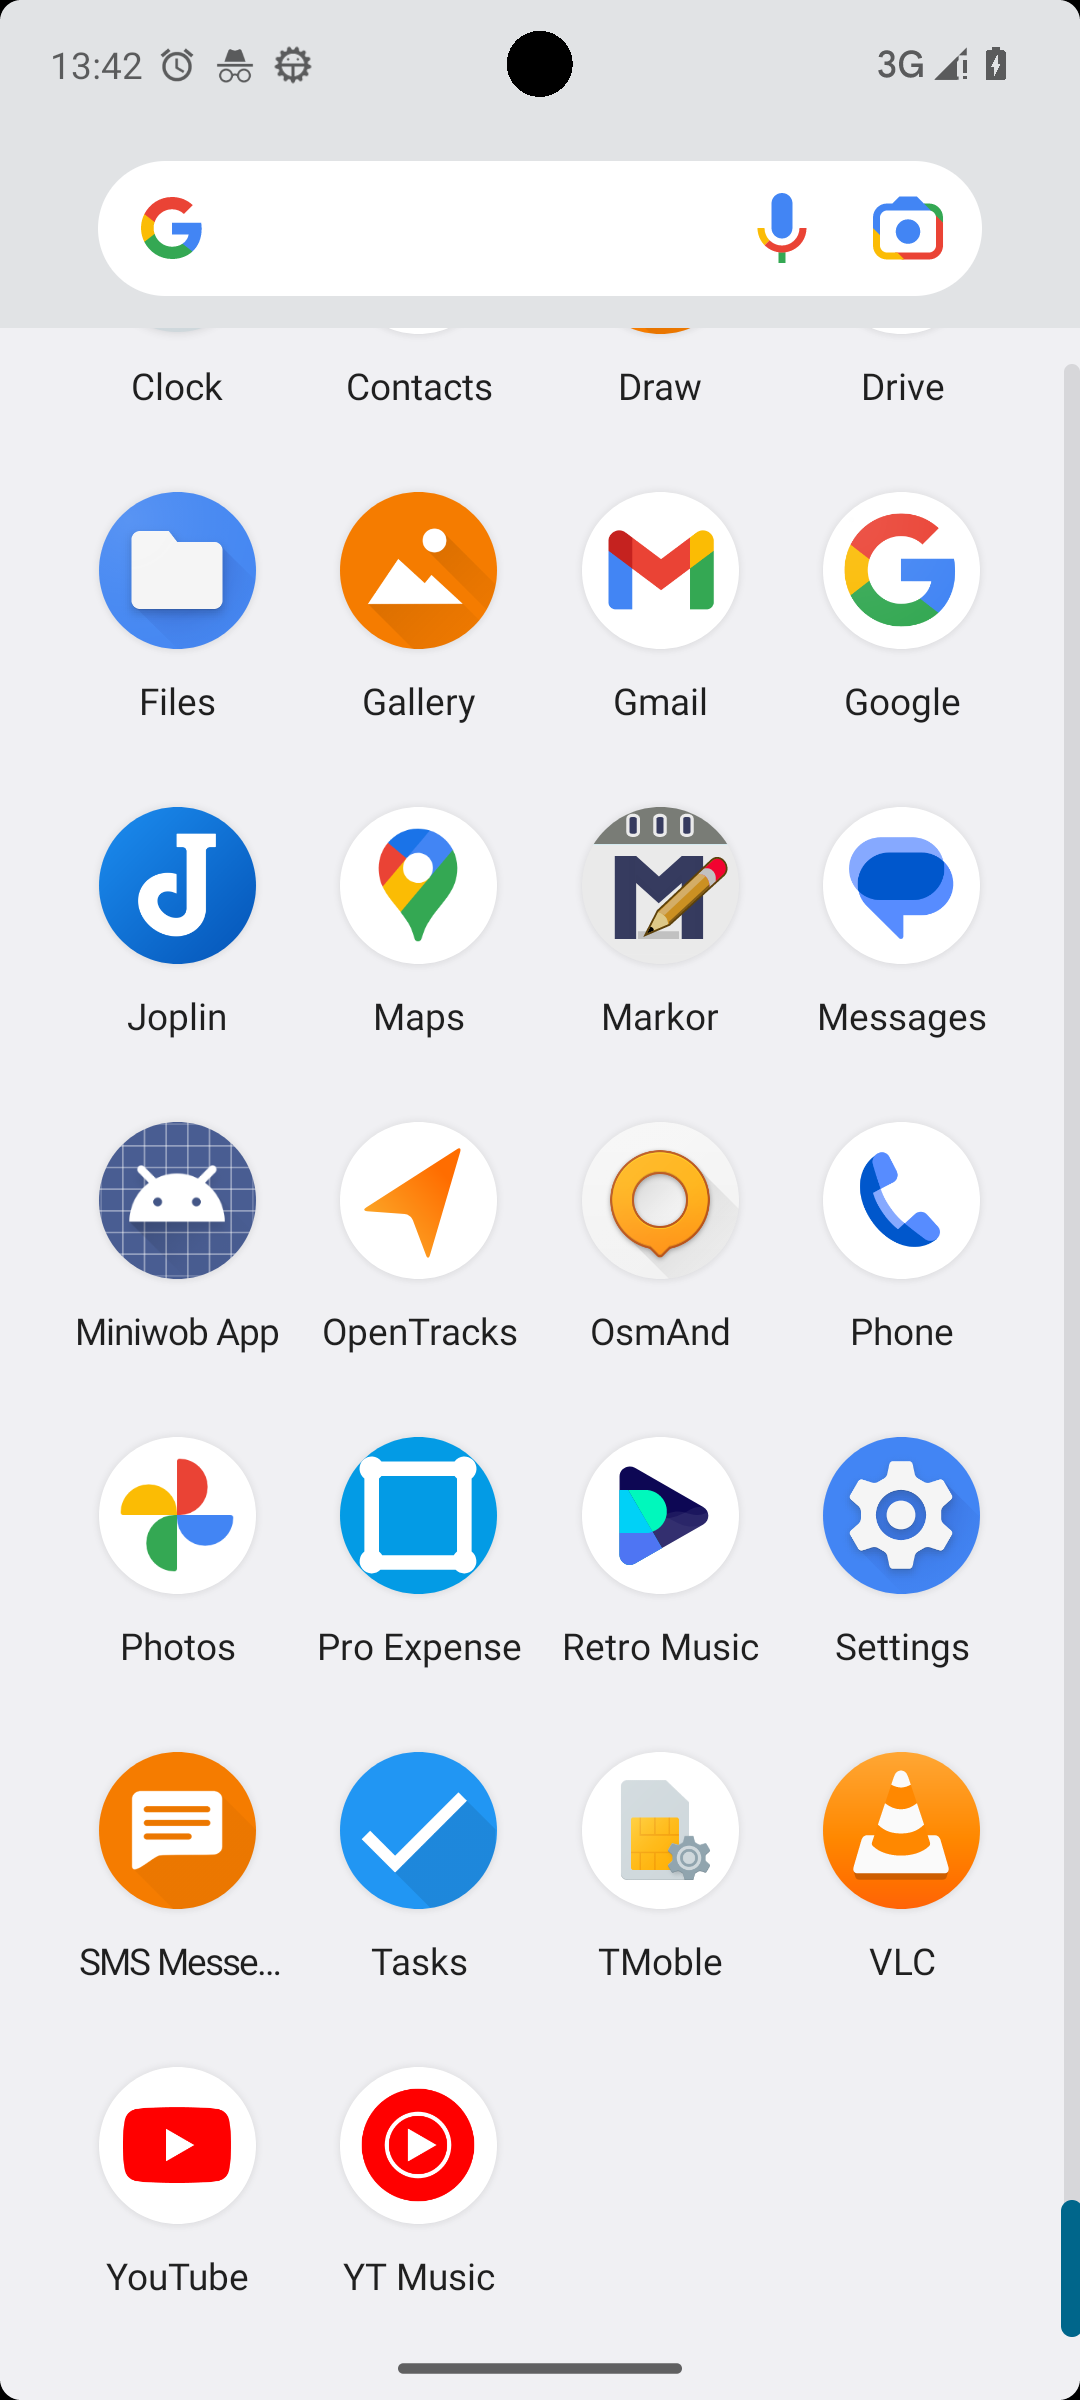 13:42 3G
Clock Contacts Draw Drive
Files Gallery Gmail Google
Joplin Maps Markor Messages
Miniwob App OpenTracks OsmAnd Phone
Photos Pro Expense Retro Music Settings
SMS Messe... Tasks TMoble VLC
YouTube YT Music